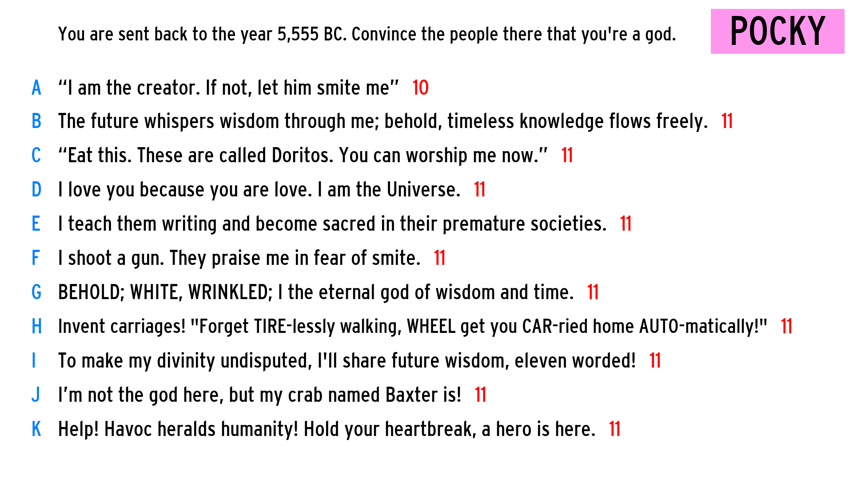 You are sent back to the year 5,555 BC. Convince the people there that you're a god.
POCKY
A “I am the creator. If not, let him smite me” 10
B The future whispers wisdom through me; behold, timeless knowledge flows freely. 11
C “Eat this. These are called Doritos. You can worship me now.” 11
D I love you because you are love. I am the Universe. 11
E I teach them writing and become sacred in their premature societies. 11
F I shoot a gun. They praise me in fear of smite. 11
G BEHOLD; WHITE, WRINKLED; I the eternal god of wisdom and time. 11
H Invent carriages! "Forget TIRE-lessly walking, WHEEL get you CAR-ried home AUTO-matically!" 11
I To make my divinity undisputed, I'll share future wisdom, eleven worded! 11
J I’m not the god here, but my crab named Baxter is! 11
K Help! Havoc heralds humanity! Hold your heartbreak, a hero is here. 11